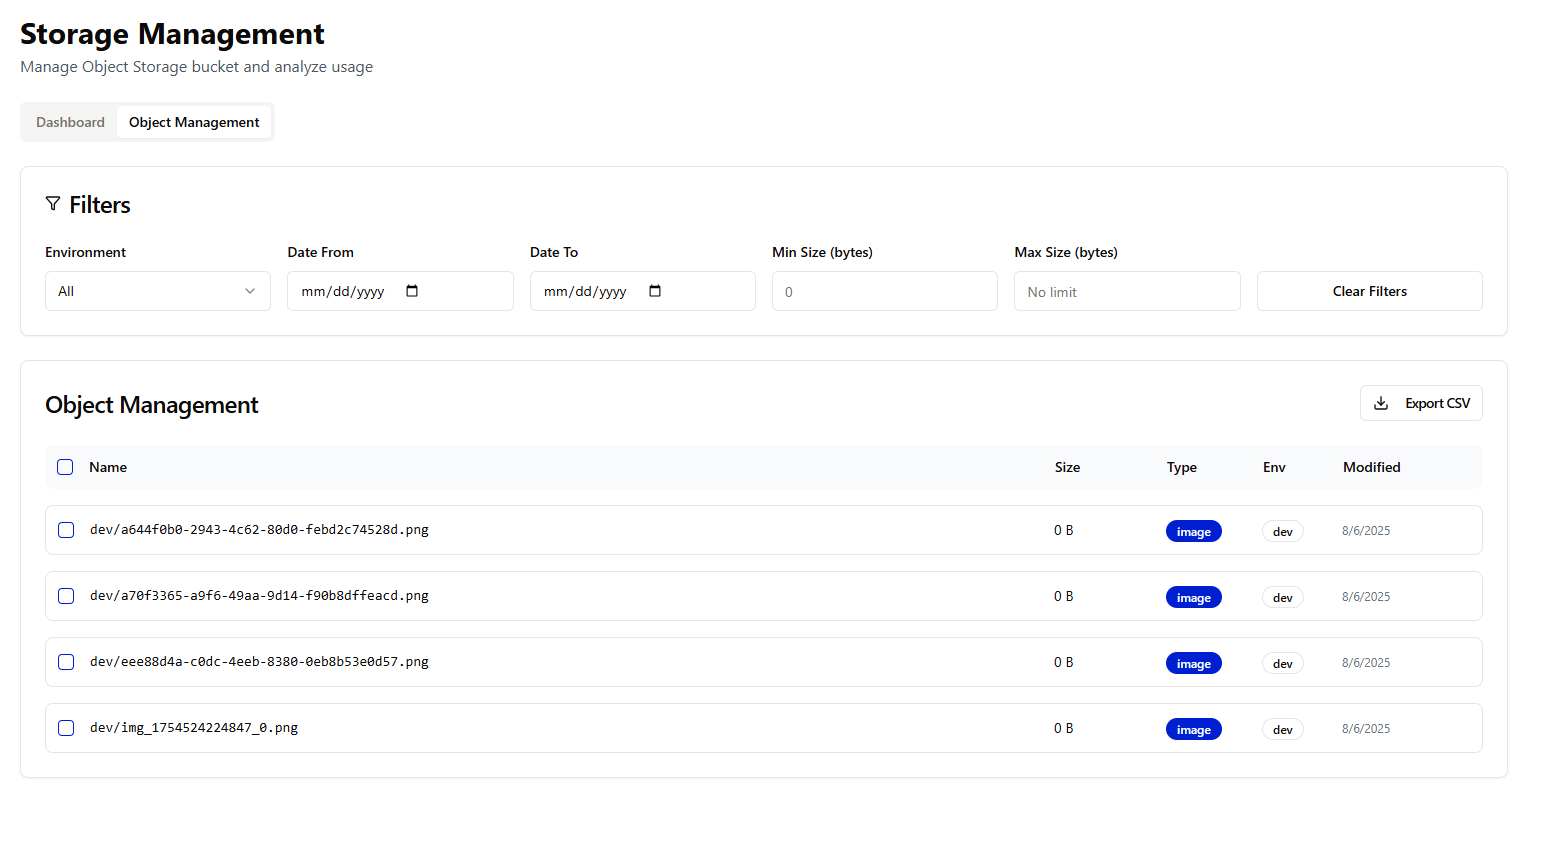 Storage Management
Manage Object Storage bucket and analyze usage
Dashboard Object Management
Filters
Environment Date From Date To Min Size (bytes) Max Size (bytes)
All mm/dd/yyyy mm/dd/yyyy 0 No limit Clear Filters
Object Management Export CSV
Name Size Type Env Modified
dev/a644f0b0-2943-4c62-80d0-febd2c74528d.png 0 B image dev 8/6/2025
dev/a70f3365-a9f6-49aa-9d14-f90b8dffeacd.png 0 B image dev 8/6/2025
dev/eee88d4a-c0dc-4eeb-8380-0eb8b53e0d57.png 0 B image dev 8/6/2025
dev/img_1754524224847_0.png 0 B image dev 8/6/2025